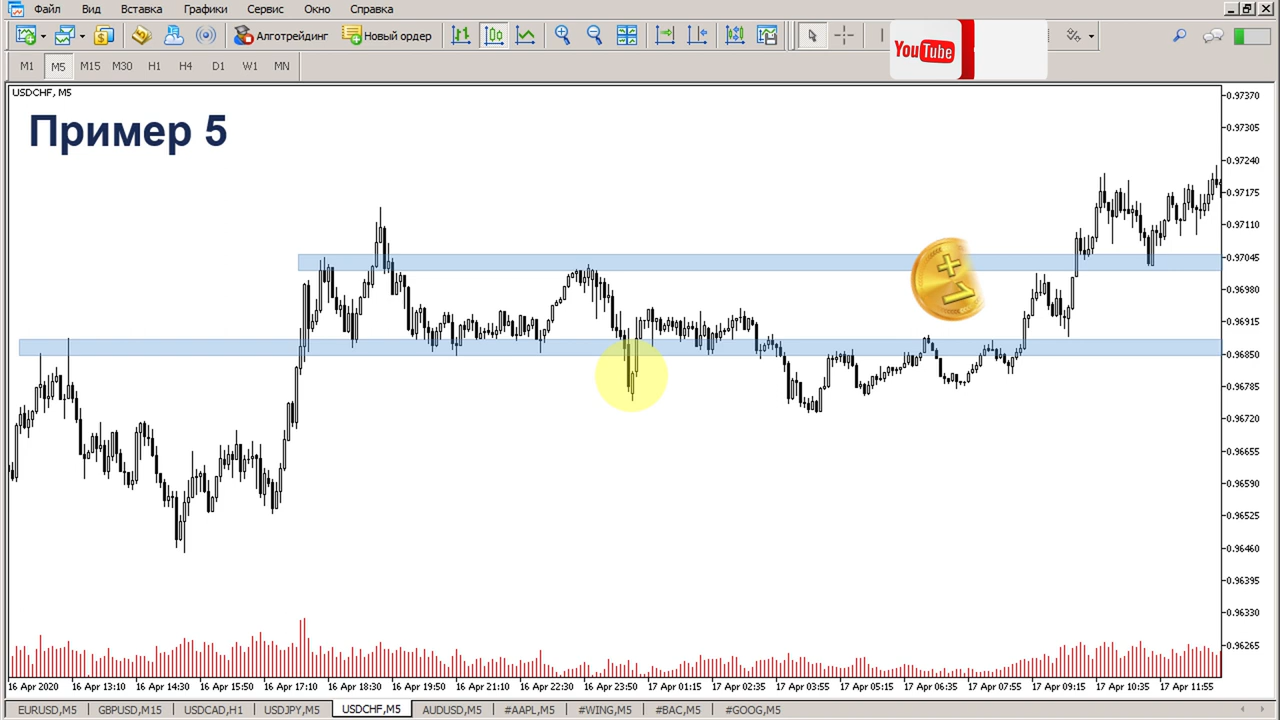 Файл Вид Вставка Графики Сервис Окно Справка
Алготрейдинг Новый ордер
YouTube
M1 M5 M15 M30 H1 H4 D1 W1 MN
USDCHF, M5
Пример 5
+1
0.97370
0.97305
0.97240
0.97175
0.97110
0.97045
0.96980
0.96915
0.96850
0.96785
0.96720
0.96655
0.96590
0.96525
0.96460
0.96395
0.96330
0.96265
16 Apr 2020 16 Apr 13:10 16 Apr 14:30 16 Apr 15:50 16 Apr 17:10 16 Apr 18:30 16 Apr 19:50 16 Apr 21:10 16 Apr 22:30 16 Apr 23:50 17 Apr 01:15 17 Apr 02:35 17 Apr 03:55 17 Apr 05:15 17 Apr 06:35 17 Apr 07:55 17 Apr 09:15 17 Apr 10:35 17 Apr 11:55
EURUSD,M5 GBPUSD,M15 USDCAD,H1 USDJPY,M5 USDCHF,M5 AUDUSD,M5 #AAPL,M5 #WING,M5 #BAC,M5 #GOOG,M5